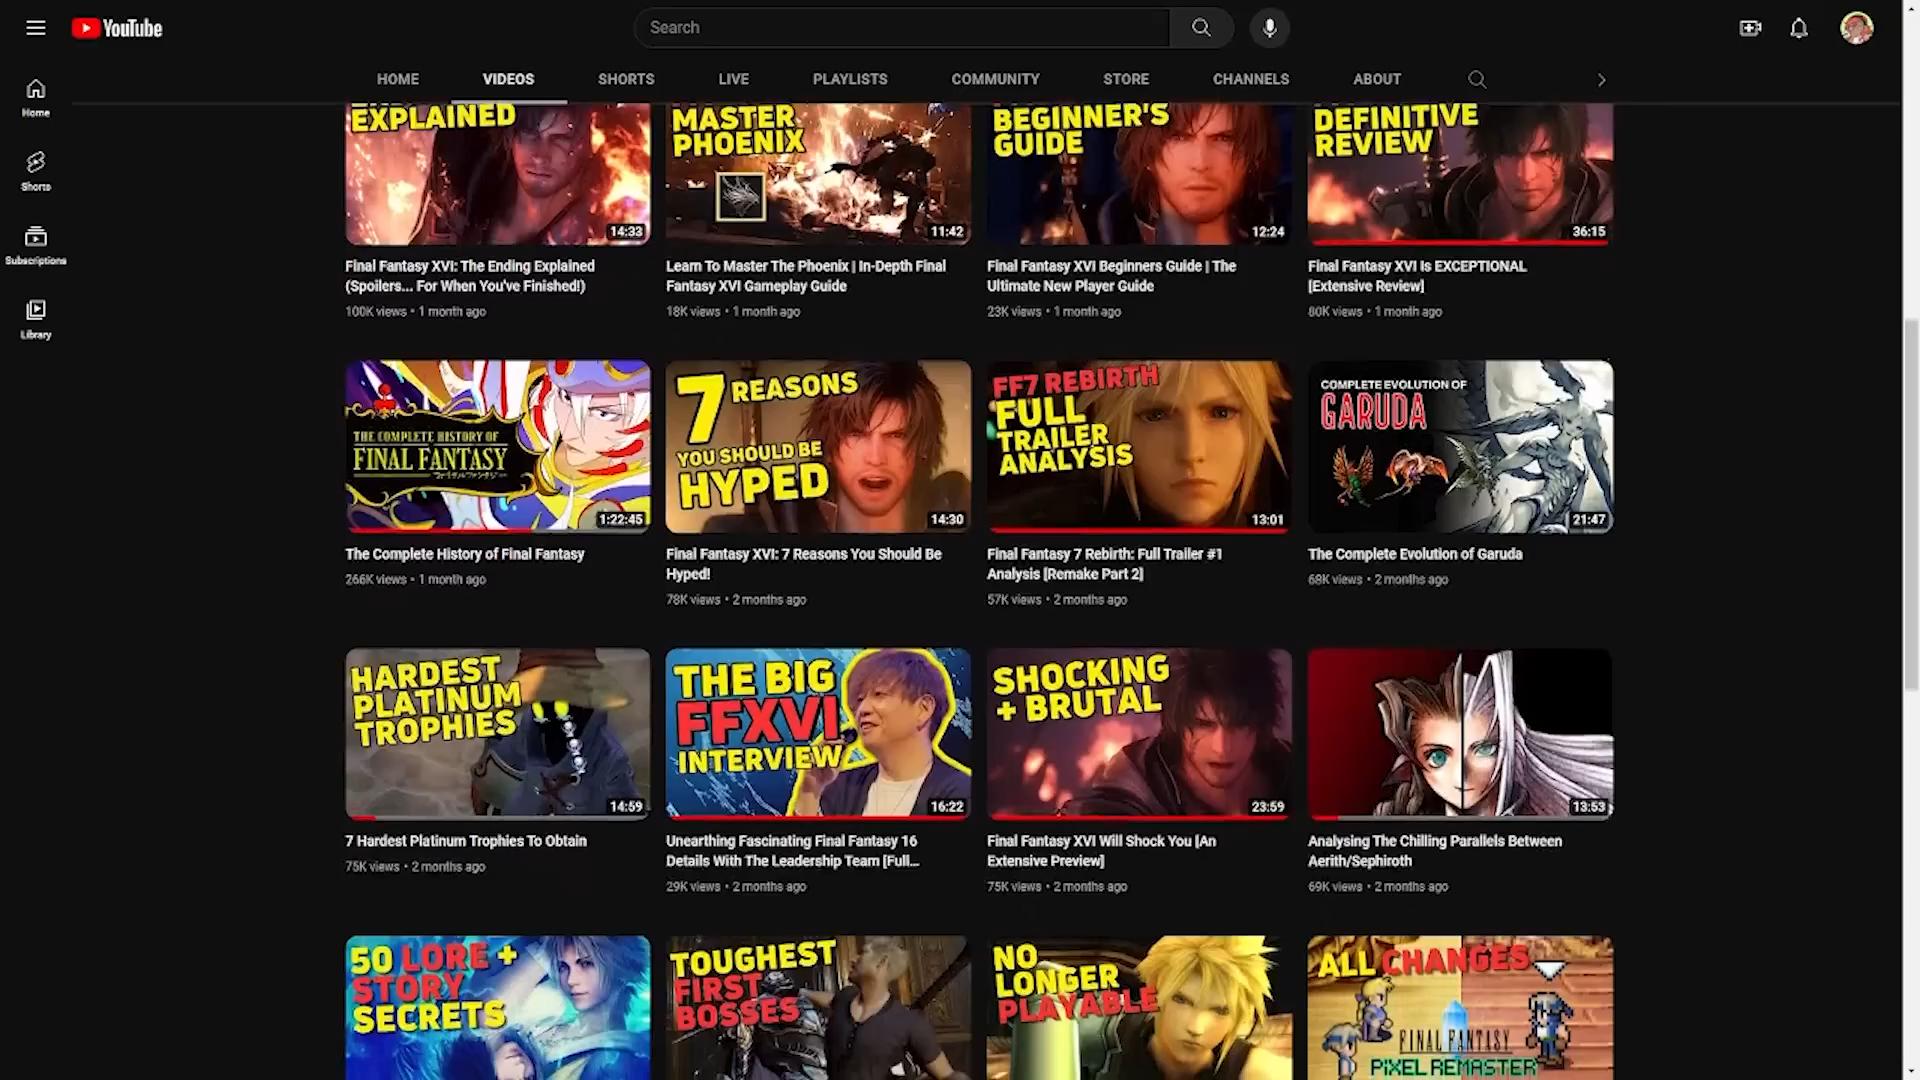 YouTube
Search
HOME
VIDEOS
SHORTS
LIVE
PLAYLISTS
COMMUNITY
STORE
CHANNELS
ABOUT
Home
Shorts
Subscriptions
Library
EXPLAINED
14:33
Final Fantasy XVI: The Ending Explained
(Spoilers... For When You've Finished!)
100K views • 1 month ago
MASTER
PHOENIX
11:42
Learn To Master The Phoenix | In-Depth Final
Fantasy XVI Gameplay Guide
18K views • 1 month ago
BEGINNER'S
GUIDE
12:24
Final Fantasy XVI Beginners Guide | The
Ultimate New Player Guide
23K views • 1 month ago
DEFINITIVE
REVIEW
36:15
Final Fantasy XVI Is EXCEPTIONAL
[Extensive Review]
80K views • 1 month ago
THE COMPLETE HISTORY OF
FINAL FANTASY
1:22:45
The Complete History of Final Fantasy
266K views • 1 month ago
7 REASONS
YOU SHOULD BE
HYPED
14:30
Final Fantasy XVI: 7 Reasons You Should Be
Hyped!
78K views • 2 months ago
FF7 REBIRTH
FULL
TRAILER
ANALYSIS
13:01
Final Fantasy 7 Rebirth: Full Trailer #1
Analysis [Remake Part 2]
57K views • 2 months ago
COMPLETE EVOLUTION OF
GARUDA
21:47
The Complete Evolution of Garuda
68K views • 2 months ago
HARDEST
PLATINUM
TROPHIES
14:59
7 Hardest Platinum Trophies To Obtain
75K views • 2 months ago
THE BIG
FFXVI
INTERVIEW
16:22
Unearthing Fascinating Final Fantasy 16
Details With The Leadership Team [Full...
29K views • 2 months ago
SHOCKING
+ BRUTAL
23:59
Final Fantasy XVI Will Shock You [An
Extensive Preview]
75K views • 2 months ago
13:53
Analysing The Chilling Parallels Between
Aerith/Sephiroth
69K views • 2 months ago
50 LORE +
STORY
SECRETS
TOUGHEST
FIRST
BOSSES
NO
LONGER
PLAYABLE
ALL CHANGES
FINAL FANTASY
PIXEL REMASTER